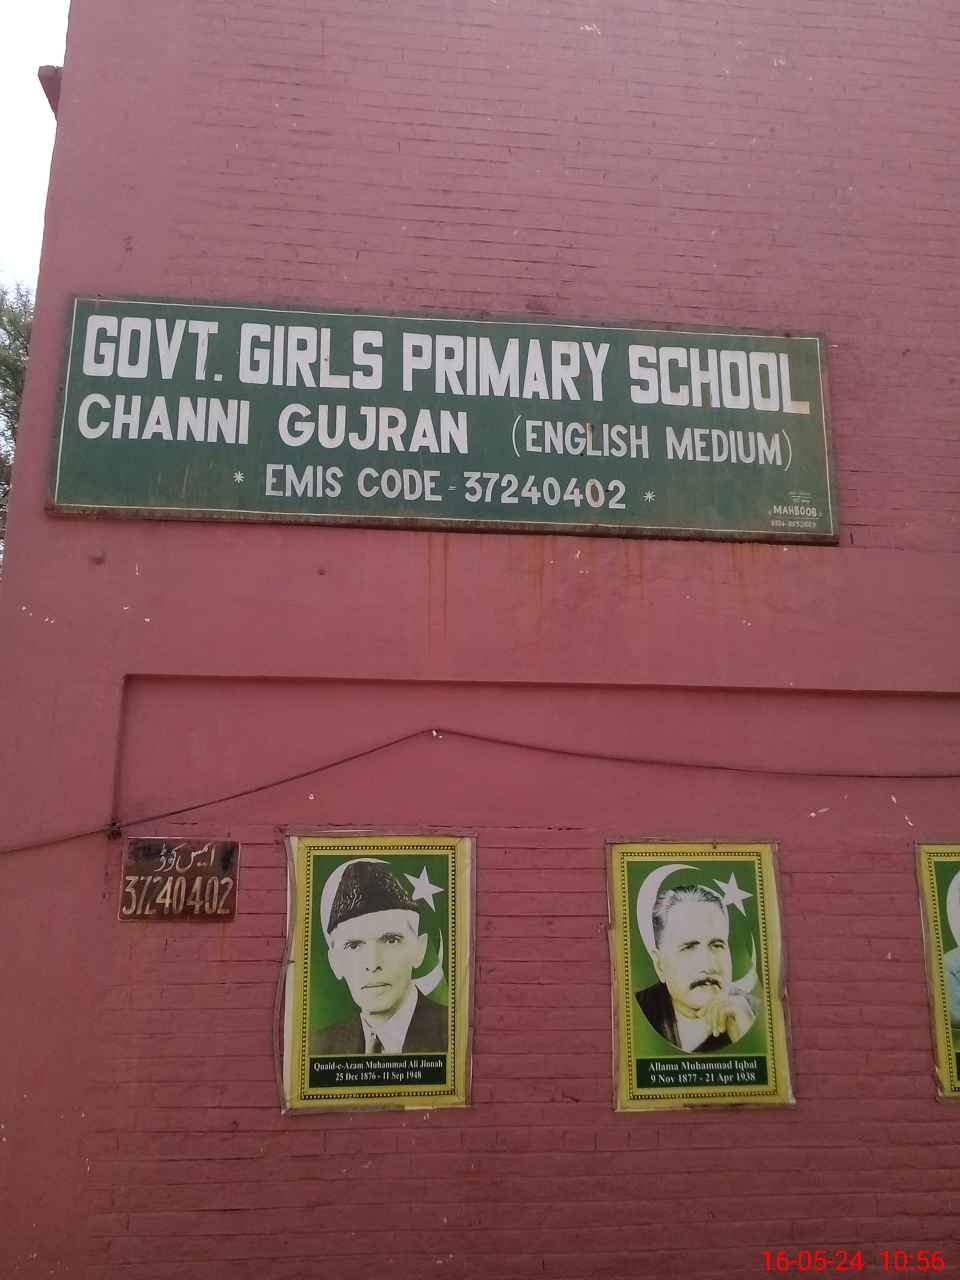 GOVT. GIRLS PRIMARY SCHOOL
CHANNI GUJRAN (ENGLISH MEDIUM)
* EMIS CODE - 37240402 *
MAHBOOB
ایمیس کوڈ
37240402
Quaid-e-Azam Muhammad Ali Jinnah
25 Dec 1876 - 11 Sep 1948
Allama Muhammad Iqbal
9 Nov 1877 - 21 Apr 1938
16-05-24 10:56